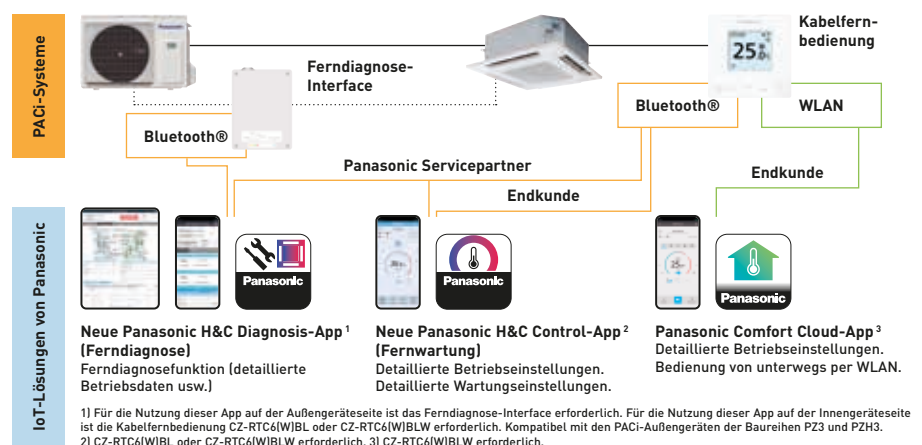 PACi-Systeme
Panasonic
Kabelfern-
bedienung
Ferndiagnose-
Interface
Bluetooth®
Bluetooth®
WLAN
Panasonic Servicepartner
Endkunde
Endkunde
IoT-Lösungen von Panasonic
Panasonic
Panasonic
Panasonic
Neue Panasonic H&C Diagnosis-App 1
(Ferndiagnose)
Ferndiagnosefunktion (detaillierte
Betriebsdaten usw.)
Neue Panasonic H&C Control-App 2
(Fernwartung)
Detaillierte Betriebseinstellungen.
Detaillierte Wartungseinstellungen.
Panasonic Comfort Cloud-App 3
Detaillierte Betriebseinstellungen.
Bedienung von unterwegs per WLAN.
1) Für die Nutzung dieser App auf der Außengeräteseite ist das Ferndiagnose-Interface erforderlich. Für die Nutzung dieser App auf der Innengeräteseite
ist die Kabelfernbedienung CZ-RTC6(W)BL oder CZ-RTC6(W)BLW erforderlich. Kompatibel mit den PACi-Außengeräten der Baureihen PZ3 und PZH3.
2) CZ-RTC6(W)BL oder CZ-RTC6(W)BLW erforderlich. 3) CZ-RTC6(W)BLW erforderlich.